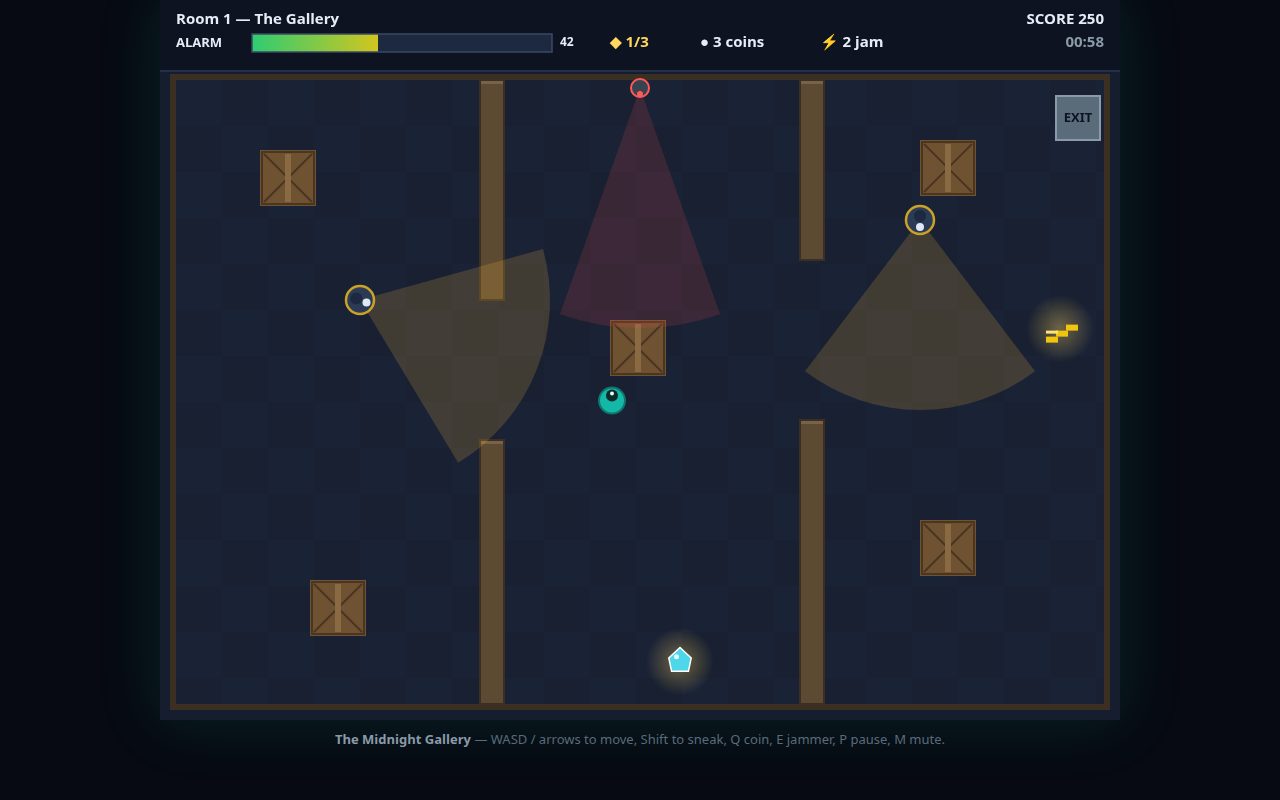 Room 1 — The Gallery
SCORE 250
ALARM
42
◆ 1/3
● 3 coins
⚡ 2 jam
00:58
EXIT
The Midnight Gallery — WASD / arrows to move, Shift to sneak, Q coin, E jammer, P pause, M mute.